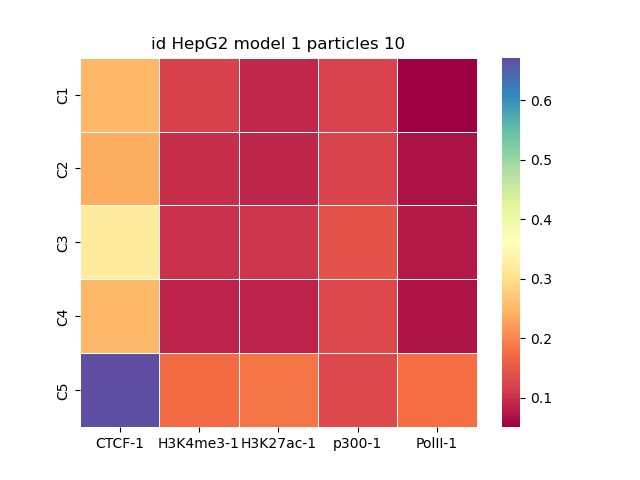 id HepG2 model 1 particles 10
C1
C2
C3
C4
C5
CTCF-1 H3K4me3-1 H3K27ac-1 p300-1 PolII-1
0.6
0.5
0.4
0.3
0.2
0.1